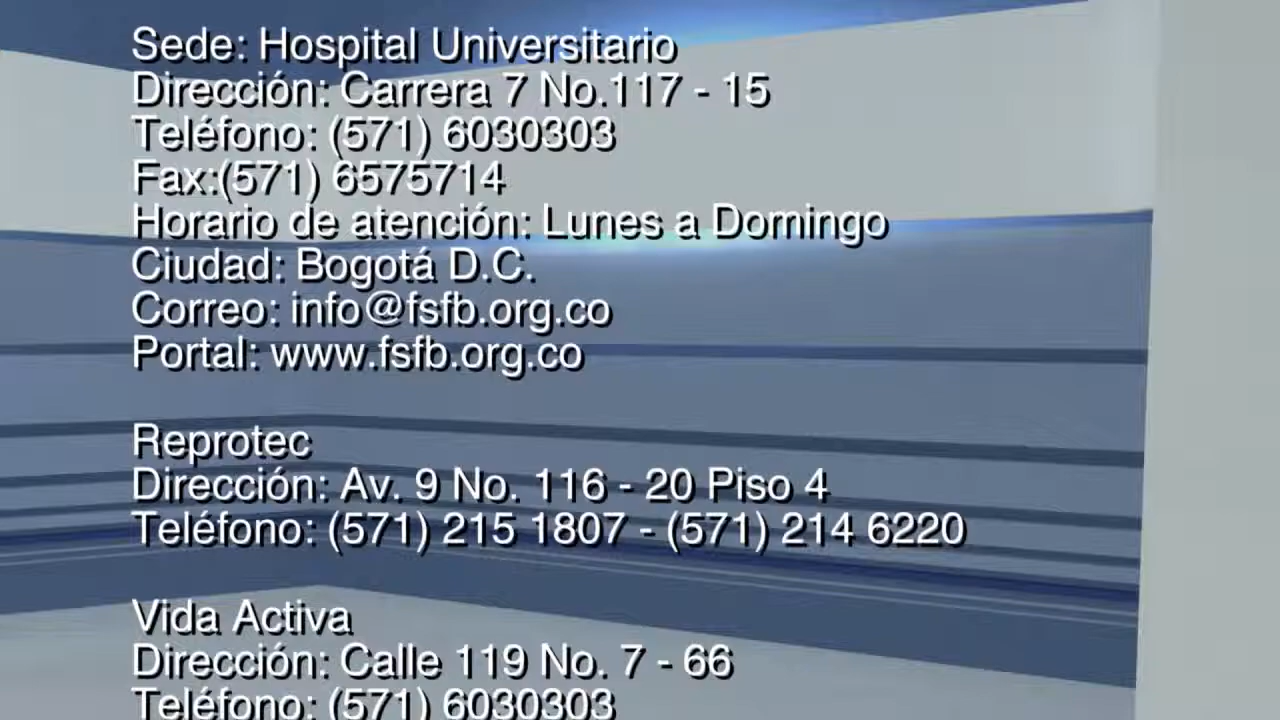 Sede: Hospital Universitario
Dirección: Carrera 7 No.117 - 15
Teléfono: (571) 6030303
Fax:(571) 6575714
Horario de atención: Lunes a Domingo
Ciudad: Bogotá D.C.
Correo: info@fsfb.org.co
Portal: www.fsfb.org.co
Reprotec
Dirección: Av. 9 No. 116 - 20 Piso 4
Teléfono: (571) 215 1807 - (571) 214 6220
Vida Activa
Dirección: Calle 119 No. 7 - 66
Teléfono: (571) 6030303